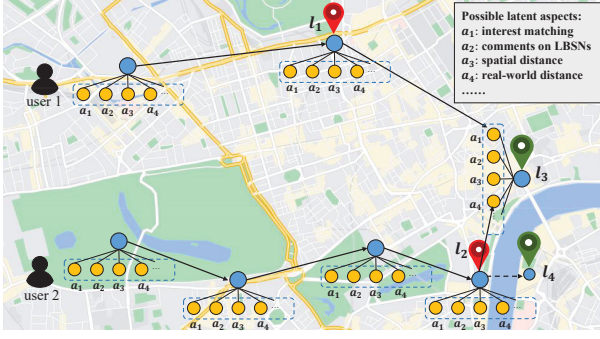 l₁
Possible latent aspects:
a₁: interest matching
a₂: comments on LBSNs
a₃: spatial distance
a₄: real-world distance
......
user 1
a₁ a₂ a₃ a₄ ...
a₁ a₂ a₃ a₄ ...
a₁
a₂
a₃
a₄
l₃
user 2
a₁ a₂ a₃ a₄ ...
a₁ a₂ a₃ a₄ ...
l₂
l₄
a₁ a₂ a₃ a₄ ...
a₁ a₂ a₃ a₄ ...